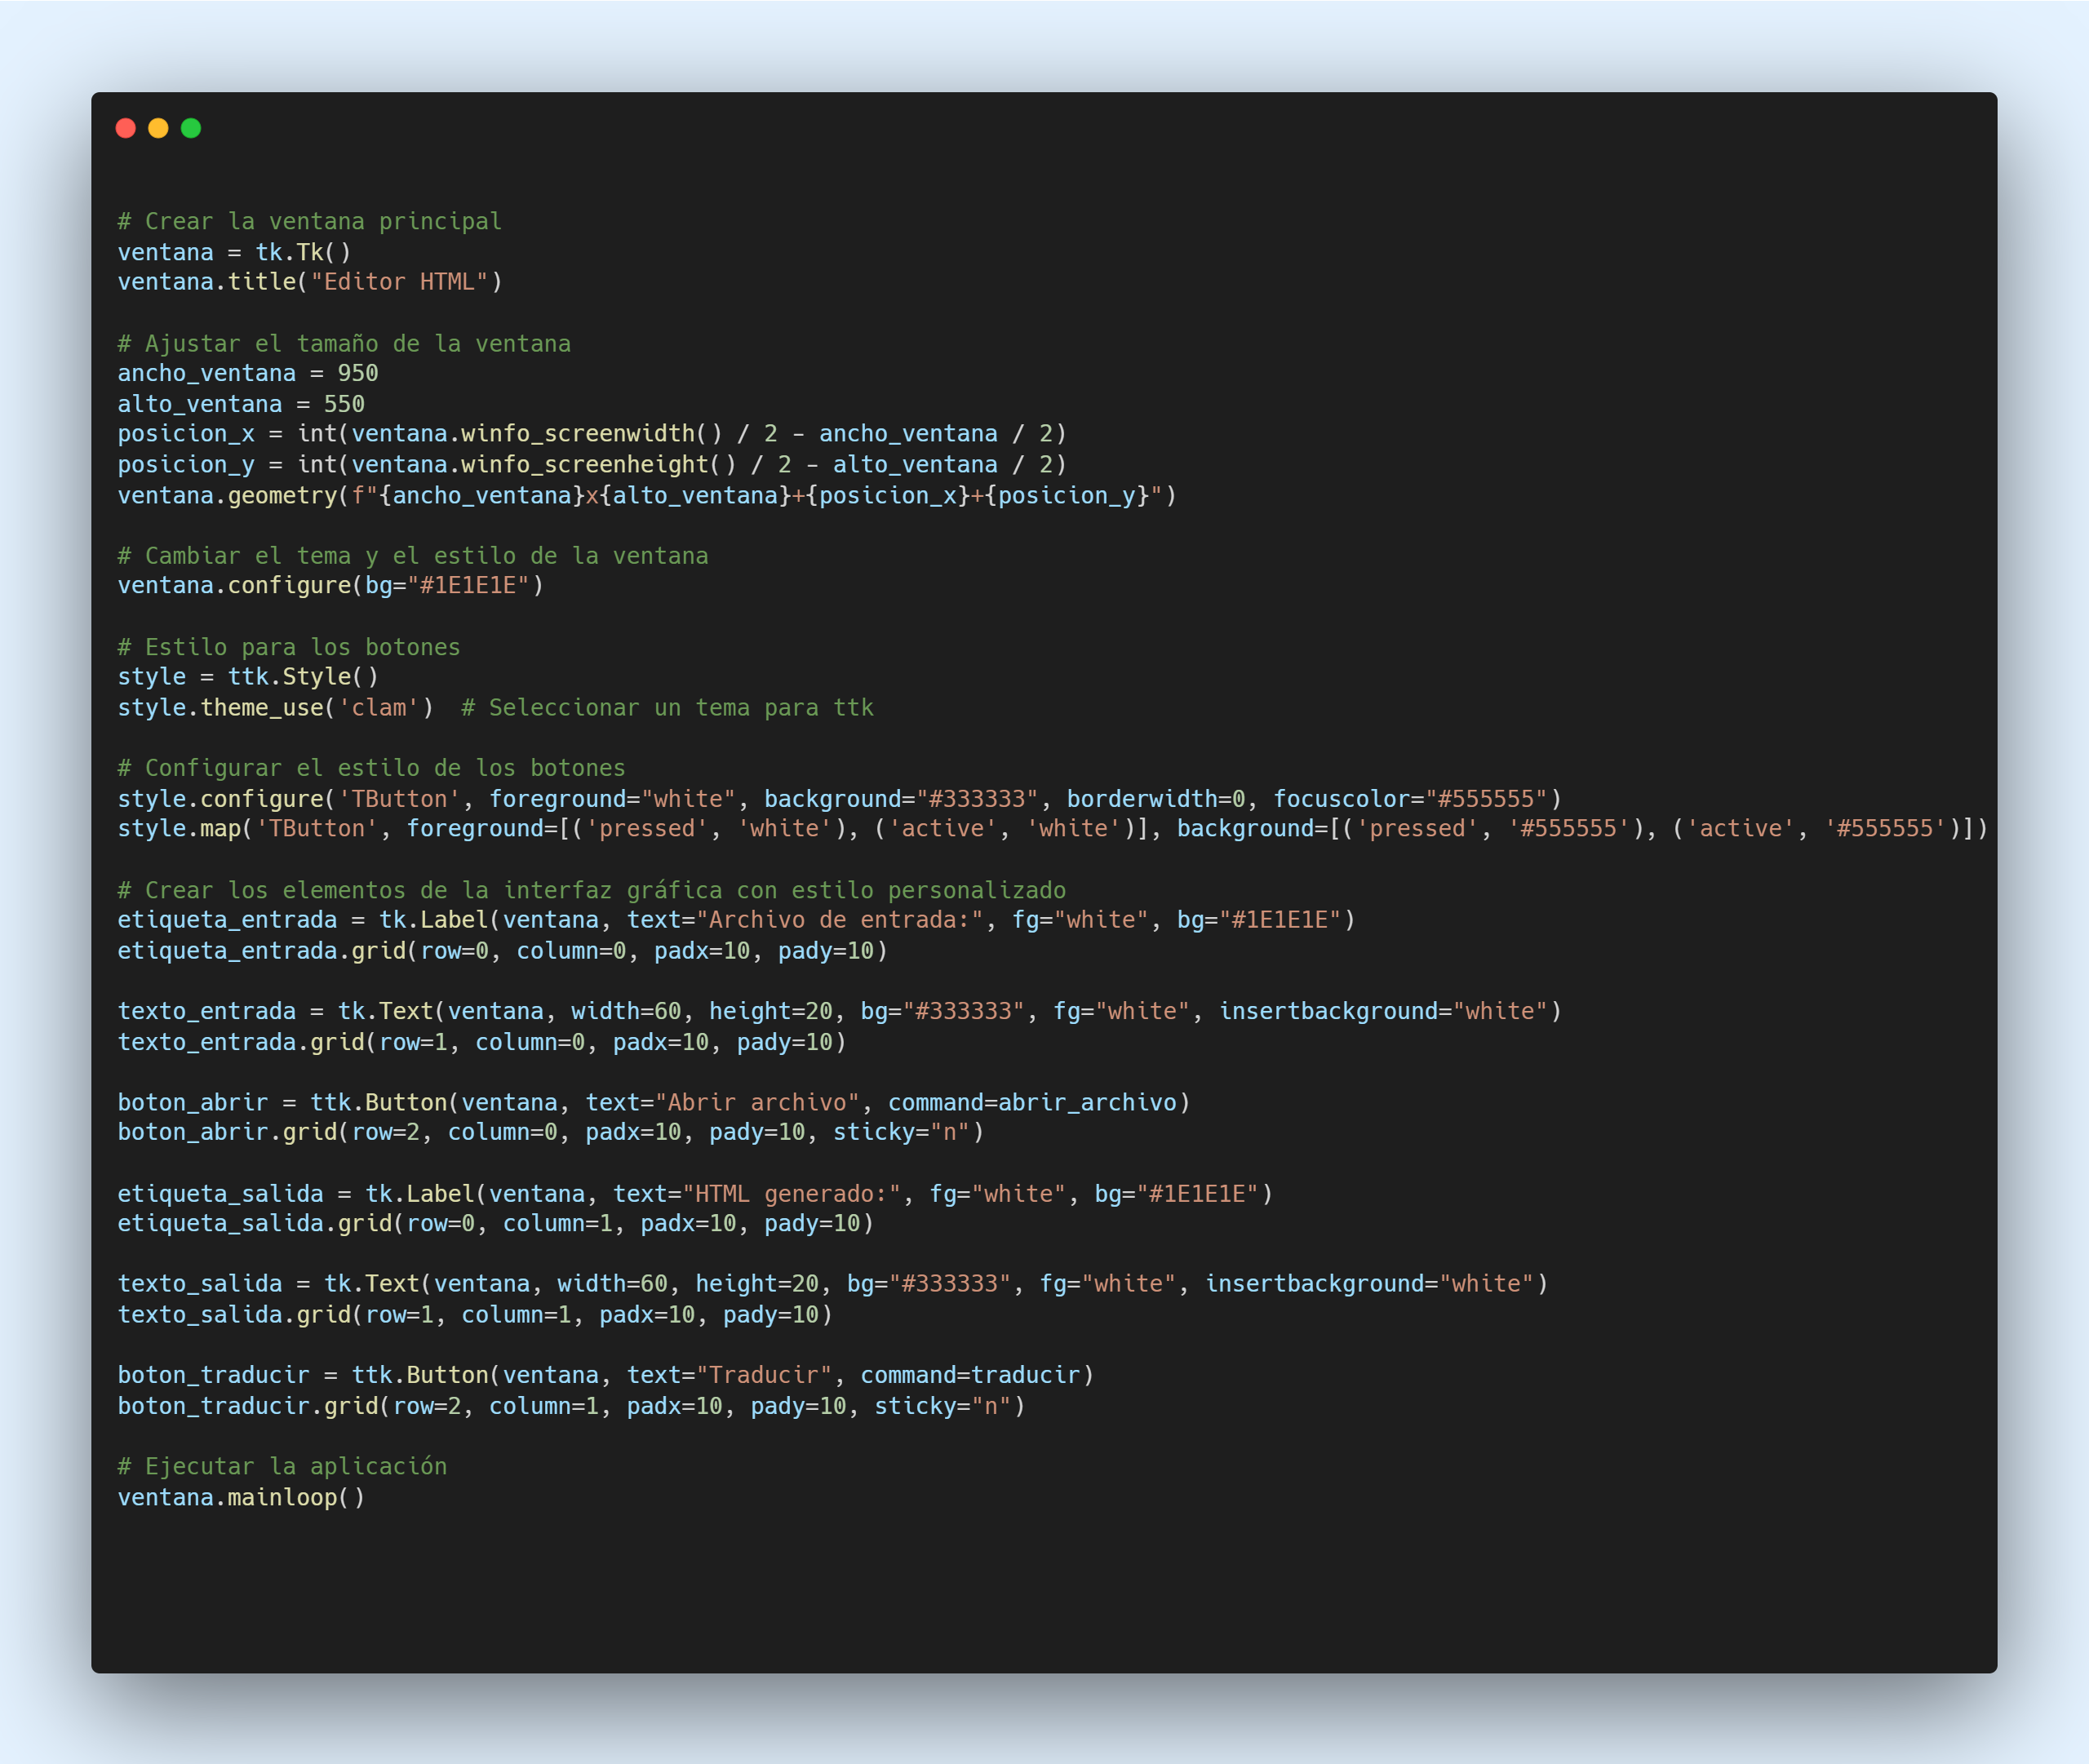 # Crear la ventana principal
ventana = tk.Tk()
ventana.title("Editor HTML")
# Ajustar el tamaño de la ventana
ancho_ventana = 950
alto_ventana = 550
posicion_x = int(ventana.winfo_screenwidth() / 2 - ancho_ventana / 2)
posicion_y = int(ventana.winfo_screenheight() / 2 - alto_ventana / 2)
ventana.geometry(f"{ancho_ventana}x{alto_ventana}+{posicion_x}+{posicion_y}")
# Cambiar el tema y el estilo de la ventana
ventana.configure(bg="#1E1E1E")
# Estilo para los botones
style = ttk.Style()
style.theme_use('clam')  # Seleccionar un tema para ttk
# Configurar el estilo de los botones
style.configure('TButton', foreground="white", background="#333333", borderwidth=0, focuscolor="#555555")
style.map('TButton', foreground=[('pressed', 'white'), ('active', 'white')], background=[('pressed', '#555555'), ('active', '#555555')])
# Crear los elementos de la interfaz gráfica con estilo personalizado
etiqueta_entrada = tk.Label(ventana, text="Archivo de entrada:", fg="white", bg="#1E1E1E")
etiqueta_entrada.grid(row=0, column=0, padx=10, pady=10)
texto_entrada = tk.Text(ventana, width=60, height=20, bg="#333333", fg="white", insertbackground="white")
texto_entrada.grid(row=1, column=0, padx=10, pady=10)
boton_abrir = ttk.Button(ventana, text="Abrir archivo", command=abrir_archivo)
boton_abrir.grid(row=2, column=0, padx=10, pady=10, sticky="n")
etiqueta_salida = tk.Label(ventana, text="HTML generado:", fg="white", bg="#1E1E1E")
etiqueta_salida.grid(row=0, column=1, padx=10, pady=10)
texto_salida = tk.Text(ventana, width=60, height=20, bg="#333333", fg="white", insertbackground="white")
texto_salida.grid(row=1, column=1, padx=10, pady=10)
boton_traducir = ttk.Button(ventana, text="Traducir", command=traducir)
boton_traducir.grid(row=2, column=1, padx=10, pady=10, sticky="n")
# Ejecutar la aplicación
ventana.mainloop()